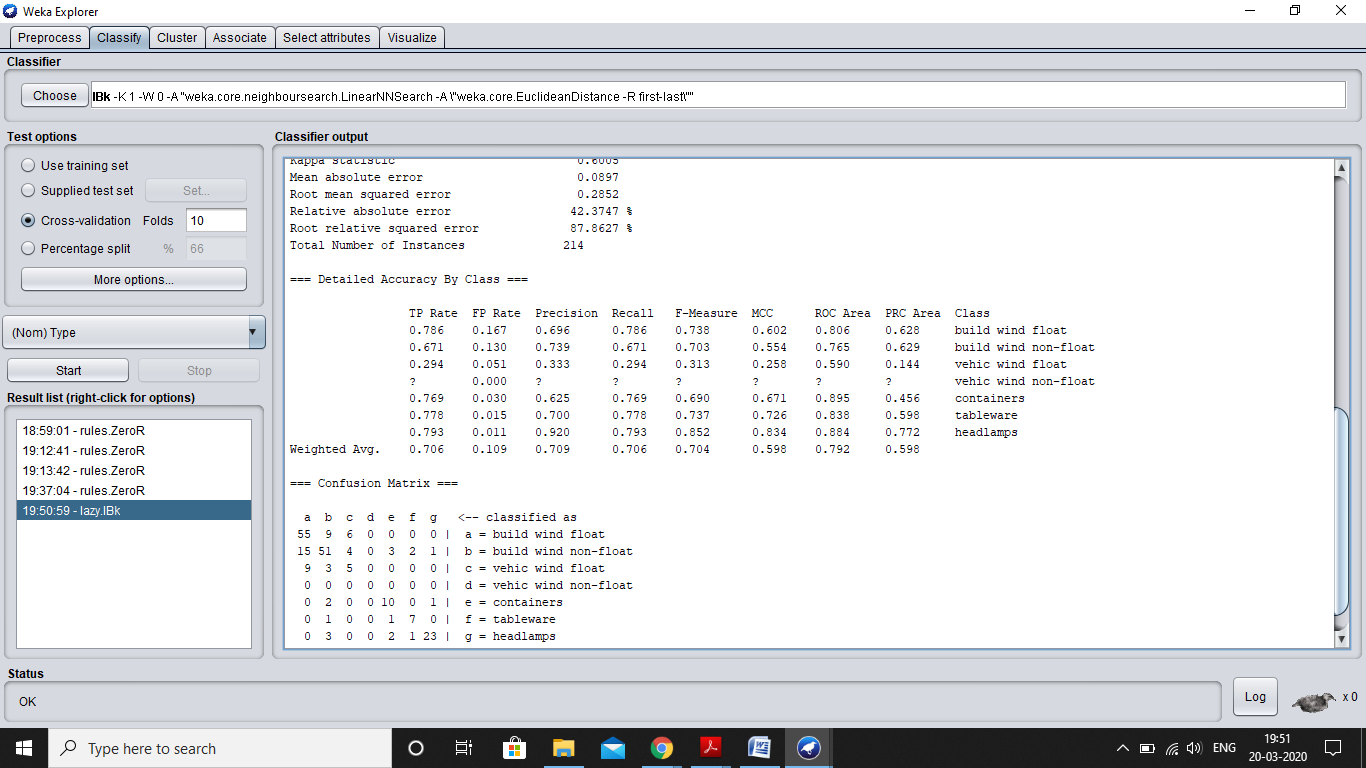 Weka Explorer
Preprocess Classify Cluster Associate Select attributes Visualize
Classifier
Choose IBk -K 1 -W 0 -A "weka.core.neighboursearch.LinearNNSearch -A \"weka.core.EuclideanDistance -R first-last\""
Test options
Use training set
Supplied test set Set...
Cross-validation Folds 10
Percentage split % 66
More options...
(Nom) Type
Start Stop
Result list (right-click for options)
18:59:01 - rules.ZeroR
19:12:41 - rules.ZeroR
19:13:42 - rules.ZeroR
19:37:04 - rules.ZeroR
19:50:59 - lazy.IBk
Classifier output
Kappa statistic 0.6005
Mean absolute error 0.0897
Root mean squared error 0.2852
Relative absolute error 42.3747 %
Root relative squared error 87.8627 %
Total Number of Instances 214
=== Detailed Accuracy By Class ===
TP Rate FP Rate Precision Recall F-Measure MCC ROC Area PRC Area Class
0.786 0.167 0.696 0.786 0.738 0.602 0.806 0.628 build wind float
0.671 0.130 0.739 0.671 0.703 0.554 0.765 0.629 build wind non-float
0.294 0.051 0.333 0.294 0.313 0.258 0.590 0.144 vehic wind float
? 0.000 ? ? ? ? ? ? vehic wind non-float
0.769 0.030 0.625 0.769 0.690 0.671 0.895 0.456 containers
0.778 0.015 0.700 0.778 0.737 0.726 0.838 0.598 tableware
0.793 0.011 0.920 0.793 0.852 0.834 0.884 0.772 headlamps
Weighted Avg. 0.706 0.109 0.709 0.706 0.704 0.598 0.792 0.598
=== Confusion Matrix ===
a b c d e f g <-- classified as
55 9 6 0 0 0 0 | a = build wind float
15 51 4 0 3 2 1 | b = build wind non-float
9 3 5 0 0 0 0 | c = vehic wind float
0 0 0 0 0 0 0 | d = vehic wind non-float
0 2 0 0 10 0 1 | e = containers
0 1 0 0 1 7 0 | f = tableware
0 3 0 0 2 1 23 | g = headlamps
Status
OK
Log x 0
Type here to search
ENG
19:51
20-03-2020